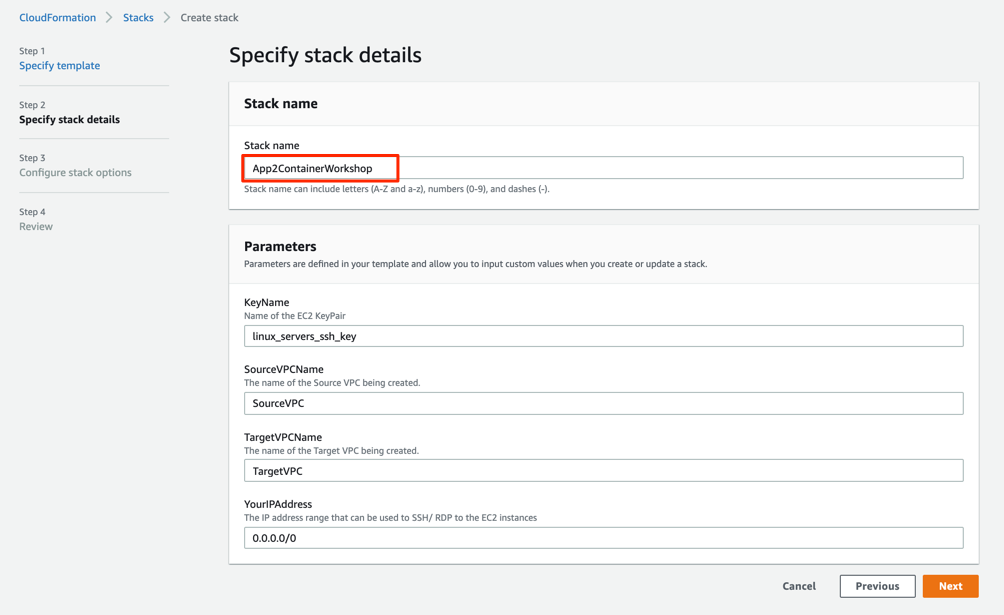 CloudFormation > Stacks > Create stack
Step 1
Specify template
Step 2
Specify stack details
Step 3
Configure stack options
Step 4
Review
Specify stack details
Stack name
Stack name
App2ContainerWorkshop
Stack name can include letters (A-Z and a-z), numbers (0-9), and dashes (-).
Parameters
Parameters are defined in your template and allow you to input custom values when you create or update a stack.
KeyName
Name of the EC2 KeyPair
linux_servers_ssh_key
SourceVPCName
The name of the Source VPC being created.
SourceVPC
TargetVPCName
The name of the Target VPC being created.
TargetVPC
YourIPAddress
The IP address range that can be used to SSH/ RDP to the EC2 instances
0.0.0.0/0
Cancel Previous Next